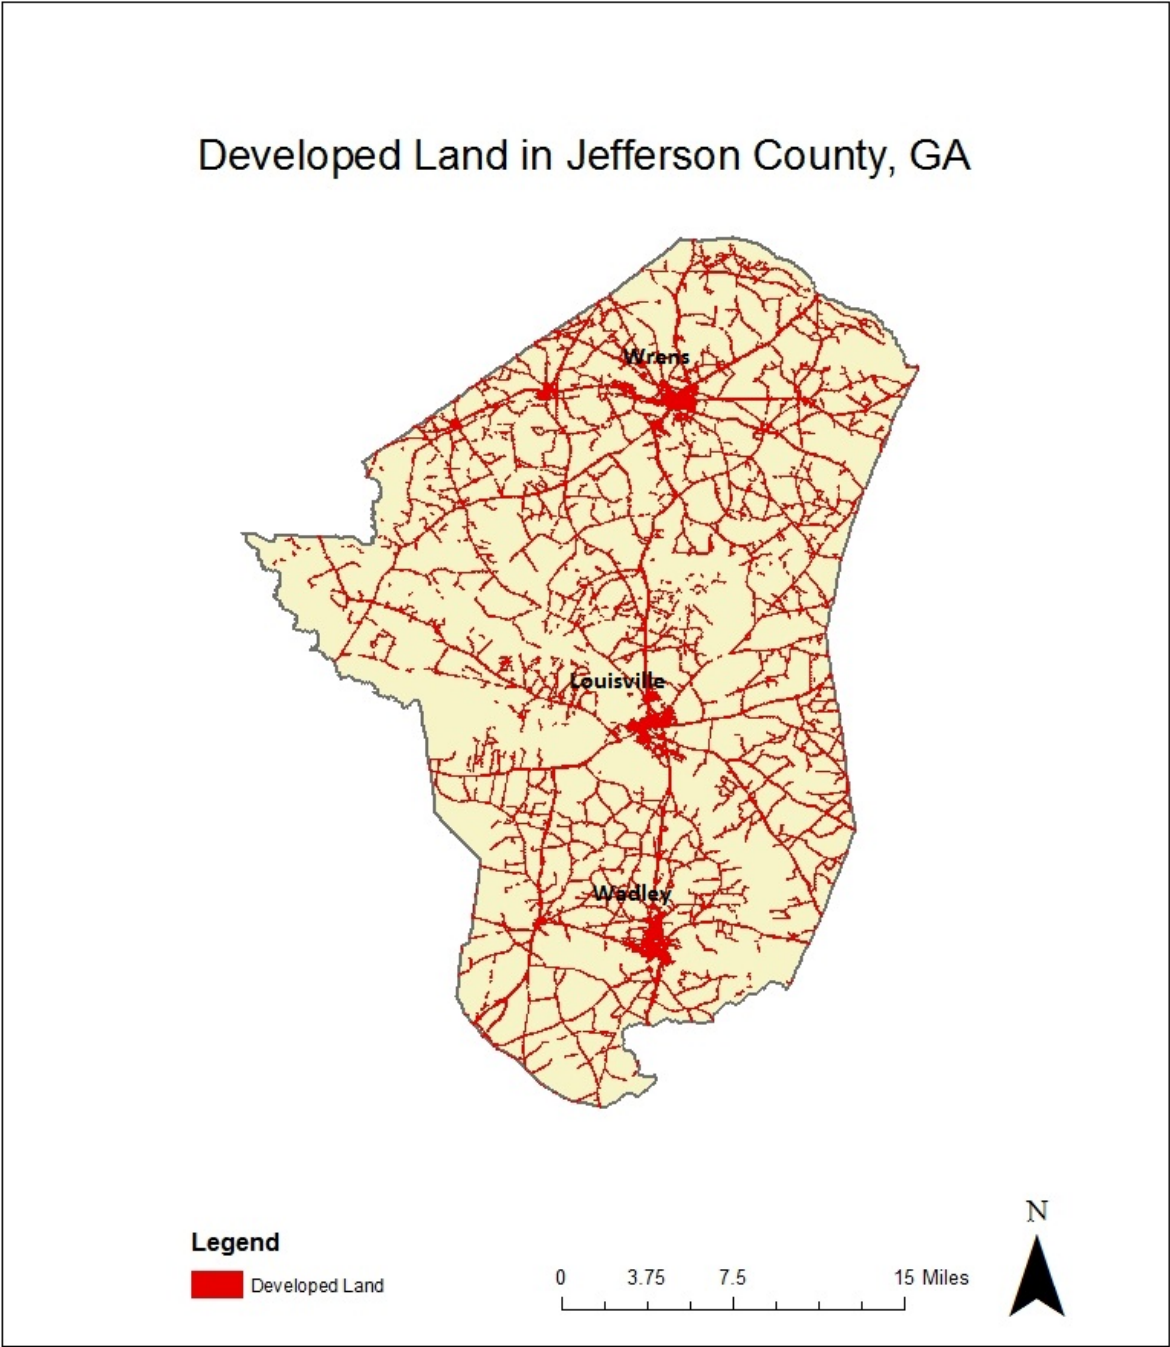 Developed Land in Jefferson County, GA
Wrens
Louisville
Wadley
N
Legend
Developed Land
0 3.75 7.5 15 Miles